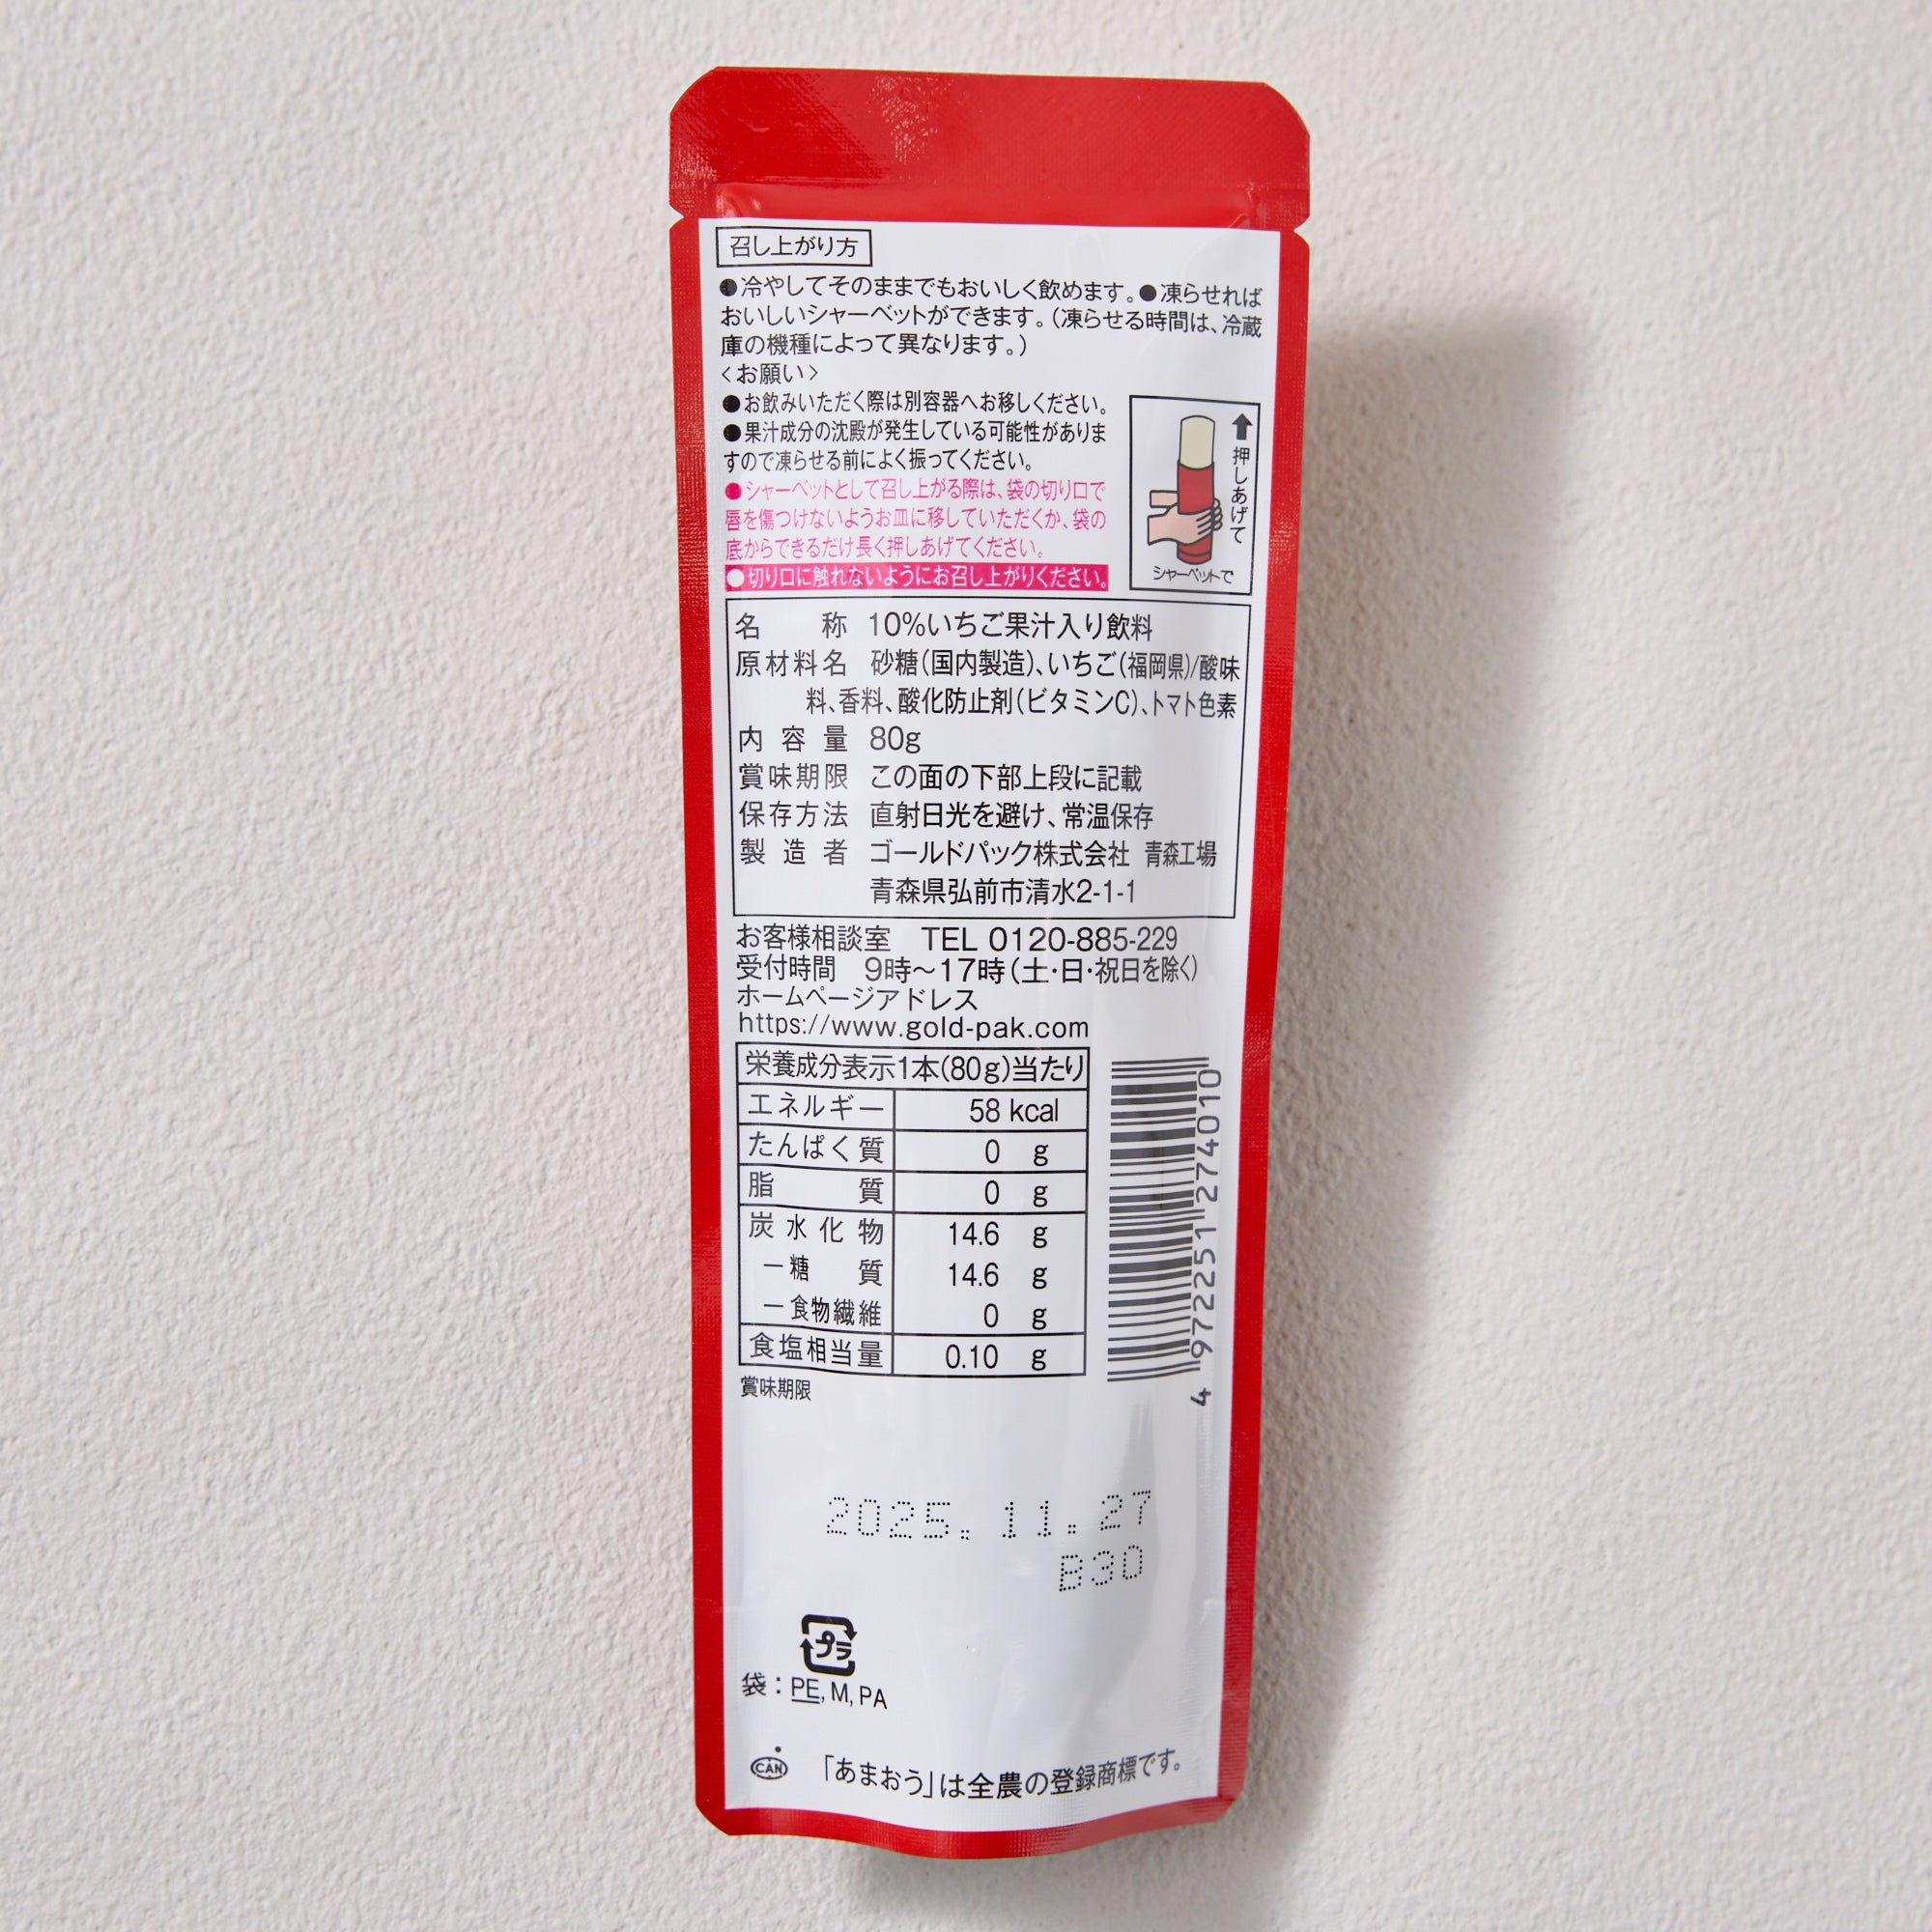 召し上がり方
●冷やしてそのままでもおいしく飲めます。●凍らせれば
おいしいシャーベットができます。(凍らせる時間は、冷蔵
庫の機種によって異なります。)
<お願い>
●お飲みいただく際は別容器へお移しください。
●果汁成分の沈殿が発生している可能性がありま
すので凍らせる前によく振ってください。
●シャーベットとして召し上がる際は、袋の切り口で
唇を傷つけないようお皿に移していただくか、袋の
底からできるだけ長く押しあげてください。
●切り口に触れないようにお召し上がりください。
押しあげて
シャーベットで
名称 10%いちご果汁入り飲料
原材料名 砂糖(国内製造)、いちご(福岡県)/酸味
料、香料、酸化防止剤(ビタミンC)、トマト色素
内容量 80g
賞味期限 この面の下部上段に記載
保存方法 直射日光を避け、常温保存
製造者 ゴールドパック株式会社 青森工場
青森県弘前市清水2-1-1
お客様相談室 TEL 0120-885-229
受付時間 9時〜17時(土・日・祝日を除く)
ホームページアドレス
https://www.gold-pak.com
栄養成分表示1本(80g)当たり
エネルギー 58 kcal
たんぱく質 0 g
脂質 0 g
炭水化物 14.6 g
ー糖質 14.6 g
ー食物繊維 0 g
食塩相当量 0.10 g
4 972251 274010
賞味期限
2025.11.27
B30
プラ
袋：PE, M, PA
CAN 「あまおう」は全農の登録商標です。